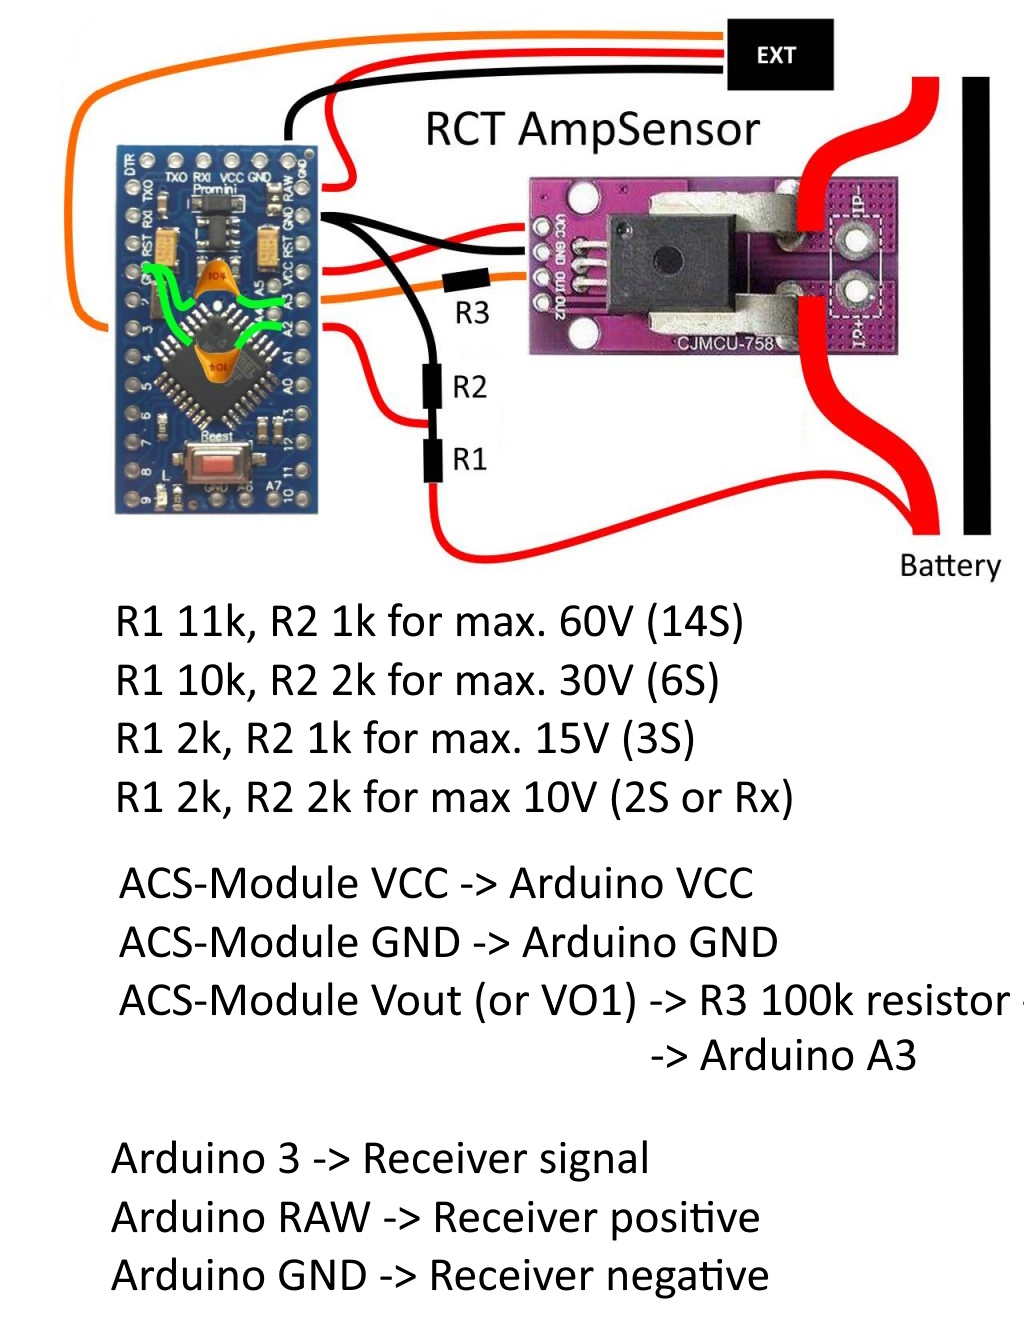 EXT
RCT AmpSensor
DTR
TXO RXI VCC GND
GND
TXO
RXI
RST
2
3
4
5
6
7
8
9
Promini
RAW
GND
RST
VCC
A5
A3
A2
A1
A0
13
12
11
10
104
104
Reest
L
GND A6 A7
VCC GND OU1 OU2
IP-
IP+
CJMCU-758
R3
R2
R1
Battery
R1 11k, R2 1k for max. 60V (14S)
R1 10k, R2 2k for max. 30V (6S)
R1 2k, R2 1k for max. 15V (3S)
R1 2k, R2 2k for max 10V (2S or Rx)
ACS-Module VCC -> Arduino VCC
ACS-Module GND -> Arduino GND
ACS-Module Vout (or VO1) -> R3 100k resistor -
-> Arduino A3
Arduino 3 -> Receiver signal
Arduino RAW -> Receiver positive
Arduino GND -> Receiver negative